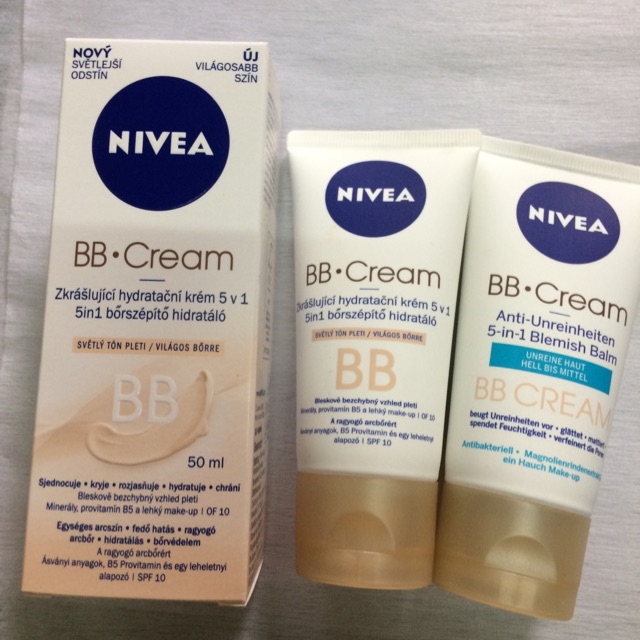 NOVÝ
SVĚTLEJŠÍ
ODSTÍN
ÚJ
VILÁGOSABB
SZÍN
NIVEA
BB·Cream
Zkrášlující hydratační krém 5 v 1
5in1 bőrszépítő hidratáló
SVĚTLÝ TÓN PLETI / VILÁGOS BŐRRE
BB
50 ml
Sjednocuje • kryje • rozjasňuje • hydratuje • chrání
Bleskově bezchybný vzhled pleti
Minerály, provitamín B5 a lehký make-up | OF 10
Egységes arcszín • fedő hatás • ragyogó
arcbőr • hidratálás • bőrvédelem
A ragyogó arcbőrért
Ásványi anyagok, B5 Provitamin és egy leheletnyi
alapozó | SPF 10
NIVEA
BB·Cream
Zkrášlující hydratační krém 5 v 1
5in1 bőrszépítő hidratáló
SVĚTLÝ TÓN PLETI / VILÁGOS BŐRRE
BB
Bleskově bezchybný vzhled pleti
Minerály, provitamín B5 a lehký make-up | OF 10
A ragyogó arcbőrért
Ásványi anyagok, B5 Provitamin és egy leheletnyi
alapozó | SPF 10
NIVEA
BB·Cream
Anti-Unreinheiten
5-in-1 Blemish Balm
UNREINE HAUT
HELL BIS MITTEL
BB CREAM
beugt Unreinheiten vor • glättet •
spendet Feuchtigkeit • verfeinert die
Antibakteriell •
ein Hauch Make-up